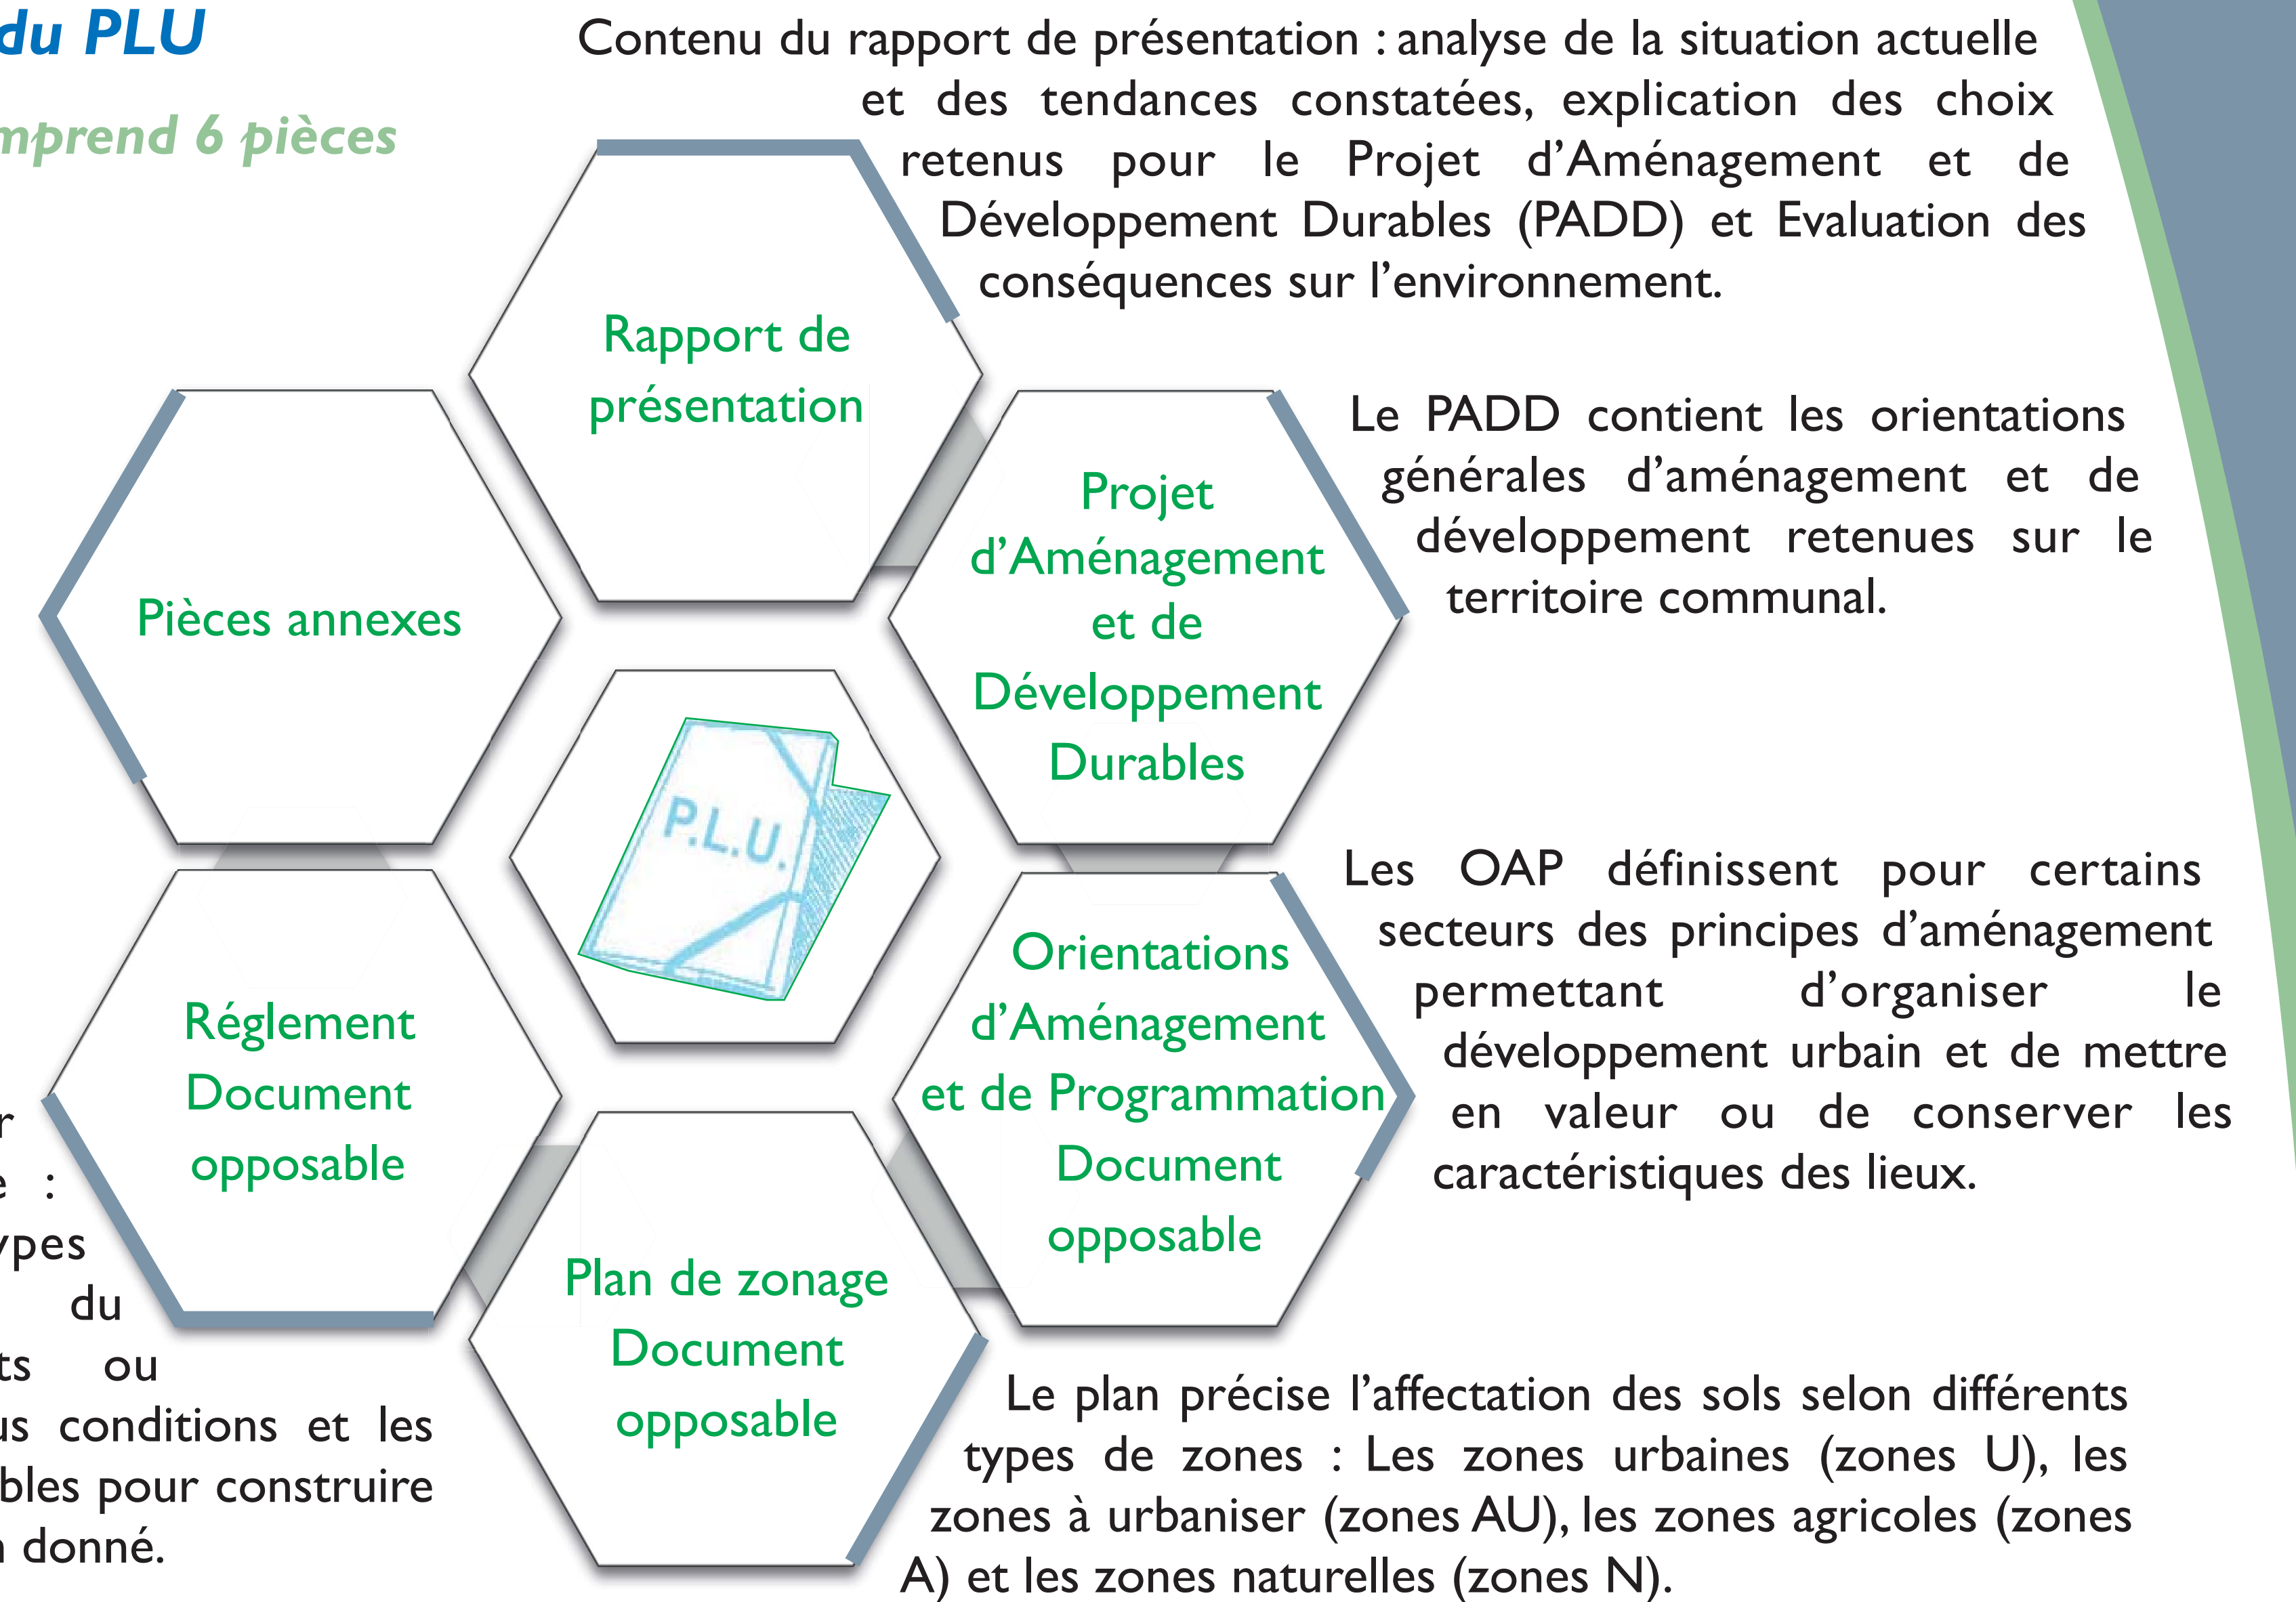 du PLU
6 pièces
Contenu du rapport de présentation : analyse de la situation actuelle
et des tendances constatées, explication des choix
retenus pour le Projet d’Aménagement et de
Développement Durables (PADD) et Evaluation des
conséquences sur l’environnement.
Rapport de
présentation
Le PADD contient les orientations
générales d’aménagement et de
développement retenues sur le
territoire communal.
Projet
d’Aménagement
et de
Développement
Durables
Pièces annexes
P.L.U.
Les OAP définissent pour certains
secteurs des principes d’aménagement
permettant d’organiser le
développement urbain et de mettre
en valeur ou de conserver les
caractéristiques des lieux.
Orientations
d’Aménagement
et de Programmation
Document
opposable
Réglement
Document
opposable
:
du
ou
conditions et les
pour construire
donné.
Plan de zonage
Document
opposable
Le plan précise l’affectation des sols selon différents
types de zones : Les zones urbaines (zones U), les
zones à urbaniser (zones AU), les zones agricoles (zones
A) et les zones naturelles (zones N).